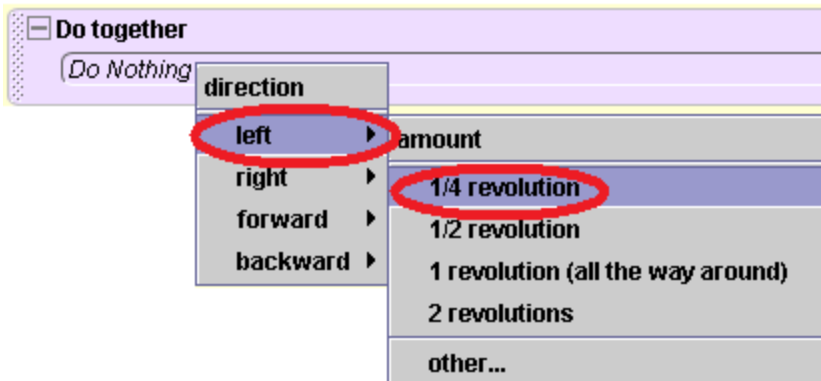 Do together
Do Nothing
direction
left
amount
right
1/4 revolution
forward
1/2 revolution
backward
1 revolution (all the way around)
2 revolutions
other...